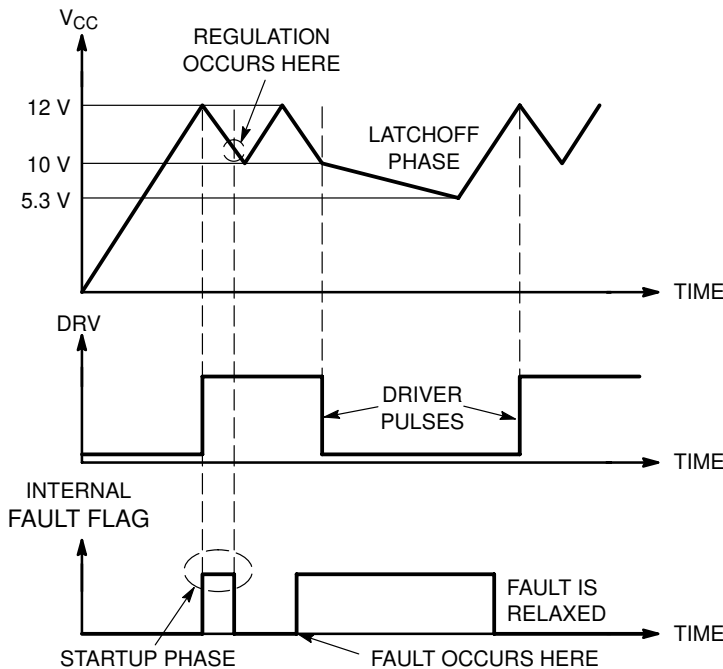 VCC
REGULATION
OCCURS HERE
12 V
LATCHOFF
PHASE
10 V
5.3 V
TIME
DRV
DRIVER
PULSES
TIME
INTERNAL
FAULT FLAG
FAULT IS
RELAXED
TIME
STARTUP PHASE
FAULT OCCURS HERE